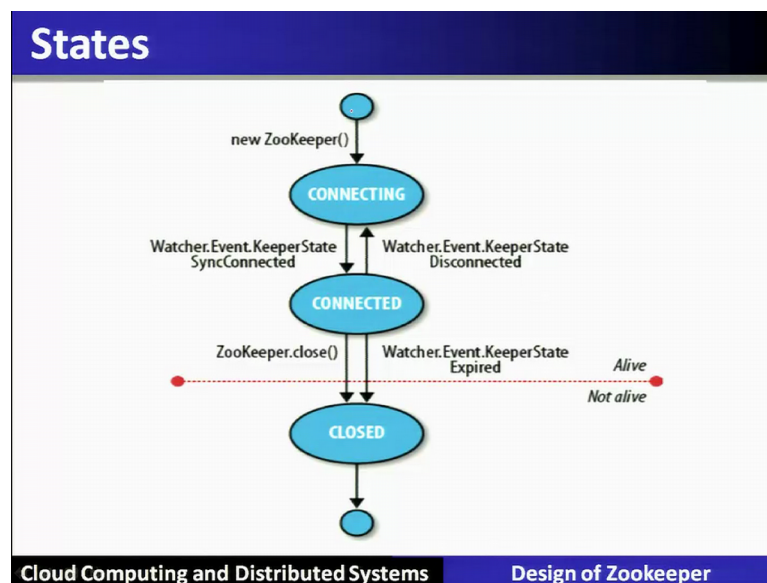 States
new ZooKeeper()
CONNECTING
Watcher.Event.KeeperState
SyncConnected
Watcher.Event.KeeperState
Disconnected
CONNECTED
ZooKeeper.close()
Watcher.Event.KeeperState
Expired
Alive
Not alive
CLOSED
Cloud Computing and Distributed Systems
Design of Zookeeper